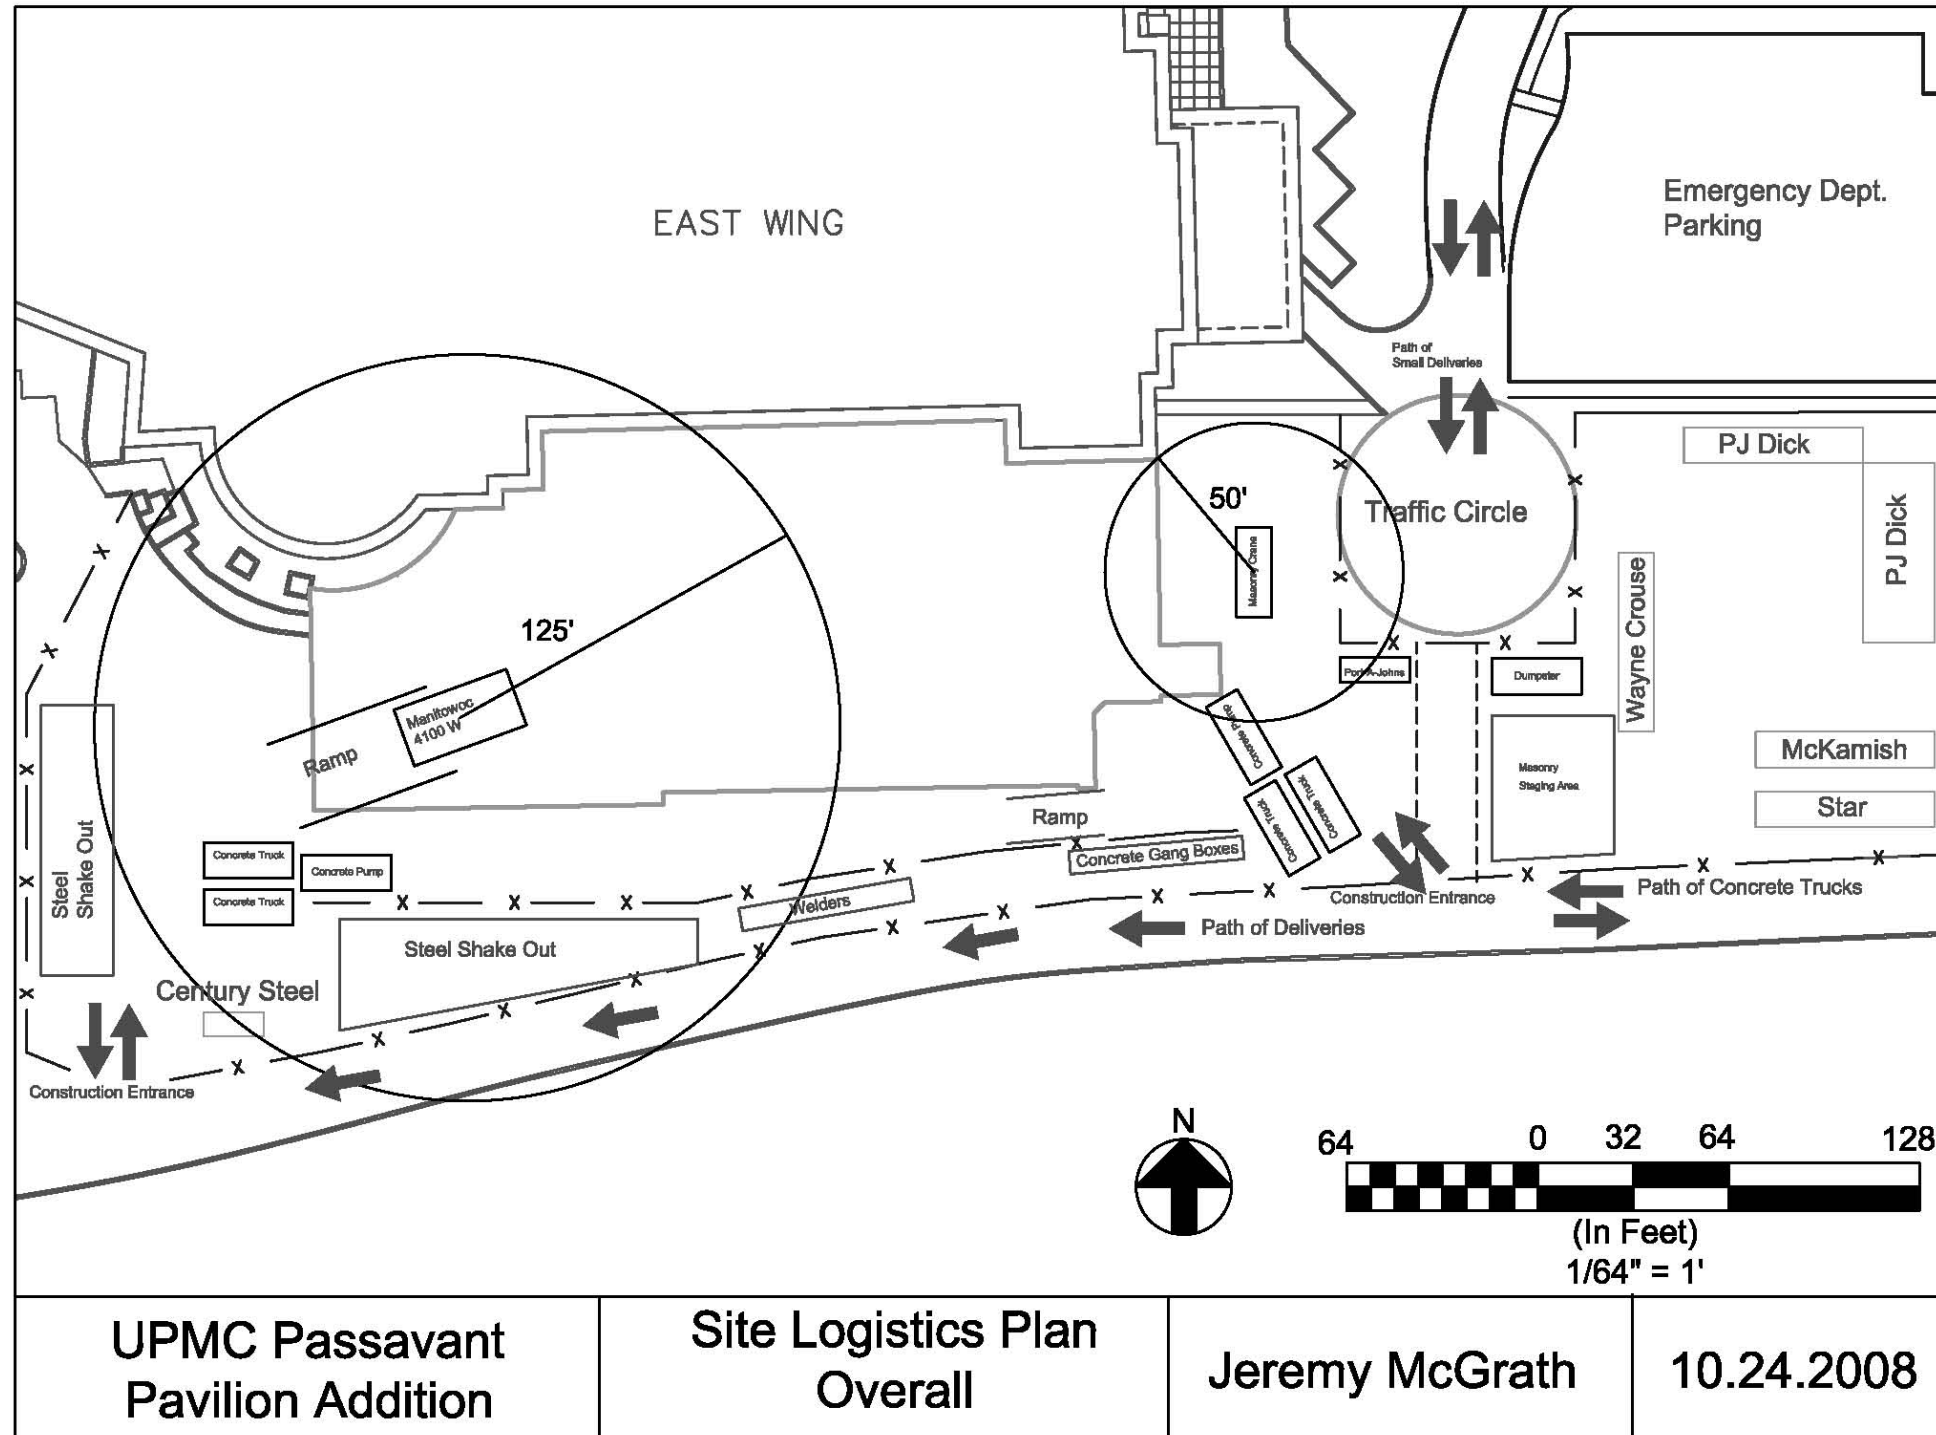 EAST WING
Emergency Dept.
Parking
Path of
Small Deliveries
PJ Dick
PJ Dick
50'
Traffic Circle
Masonry Crane
Wayne Crouse
125'
Port-A-Johns
Dumpster
Manitowoc
4100 W
Ramp
Concrete Pump
McKamish
Masonry
Staging Area
Star
Concrete Truck
Concrete Truck
Ramp
Steel
Shake Out
Concrete Truck
Concrete Pump
Concrete Truck
Concrete Gang Boxes
Construction Entrance
Path of Concrete Trucks
Welders
Path of Deliveries
Steel Shake Out
Century Steel
Construction Entrance
N
64 0 32 64 128
(In Feet)
1/64" = 1'
UPMC Passavant
Pavilion Addition
Site Logistics Plan
Overall
Jeremy McGrath
10.24.2008